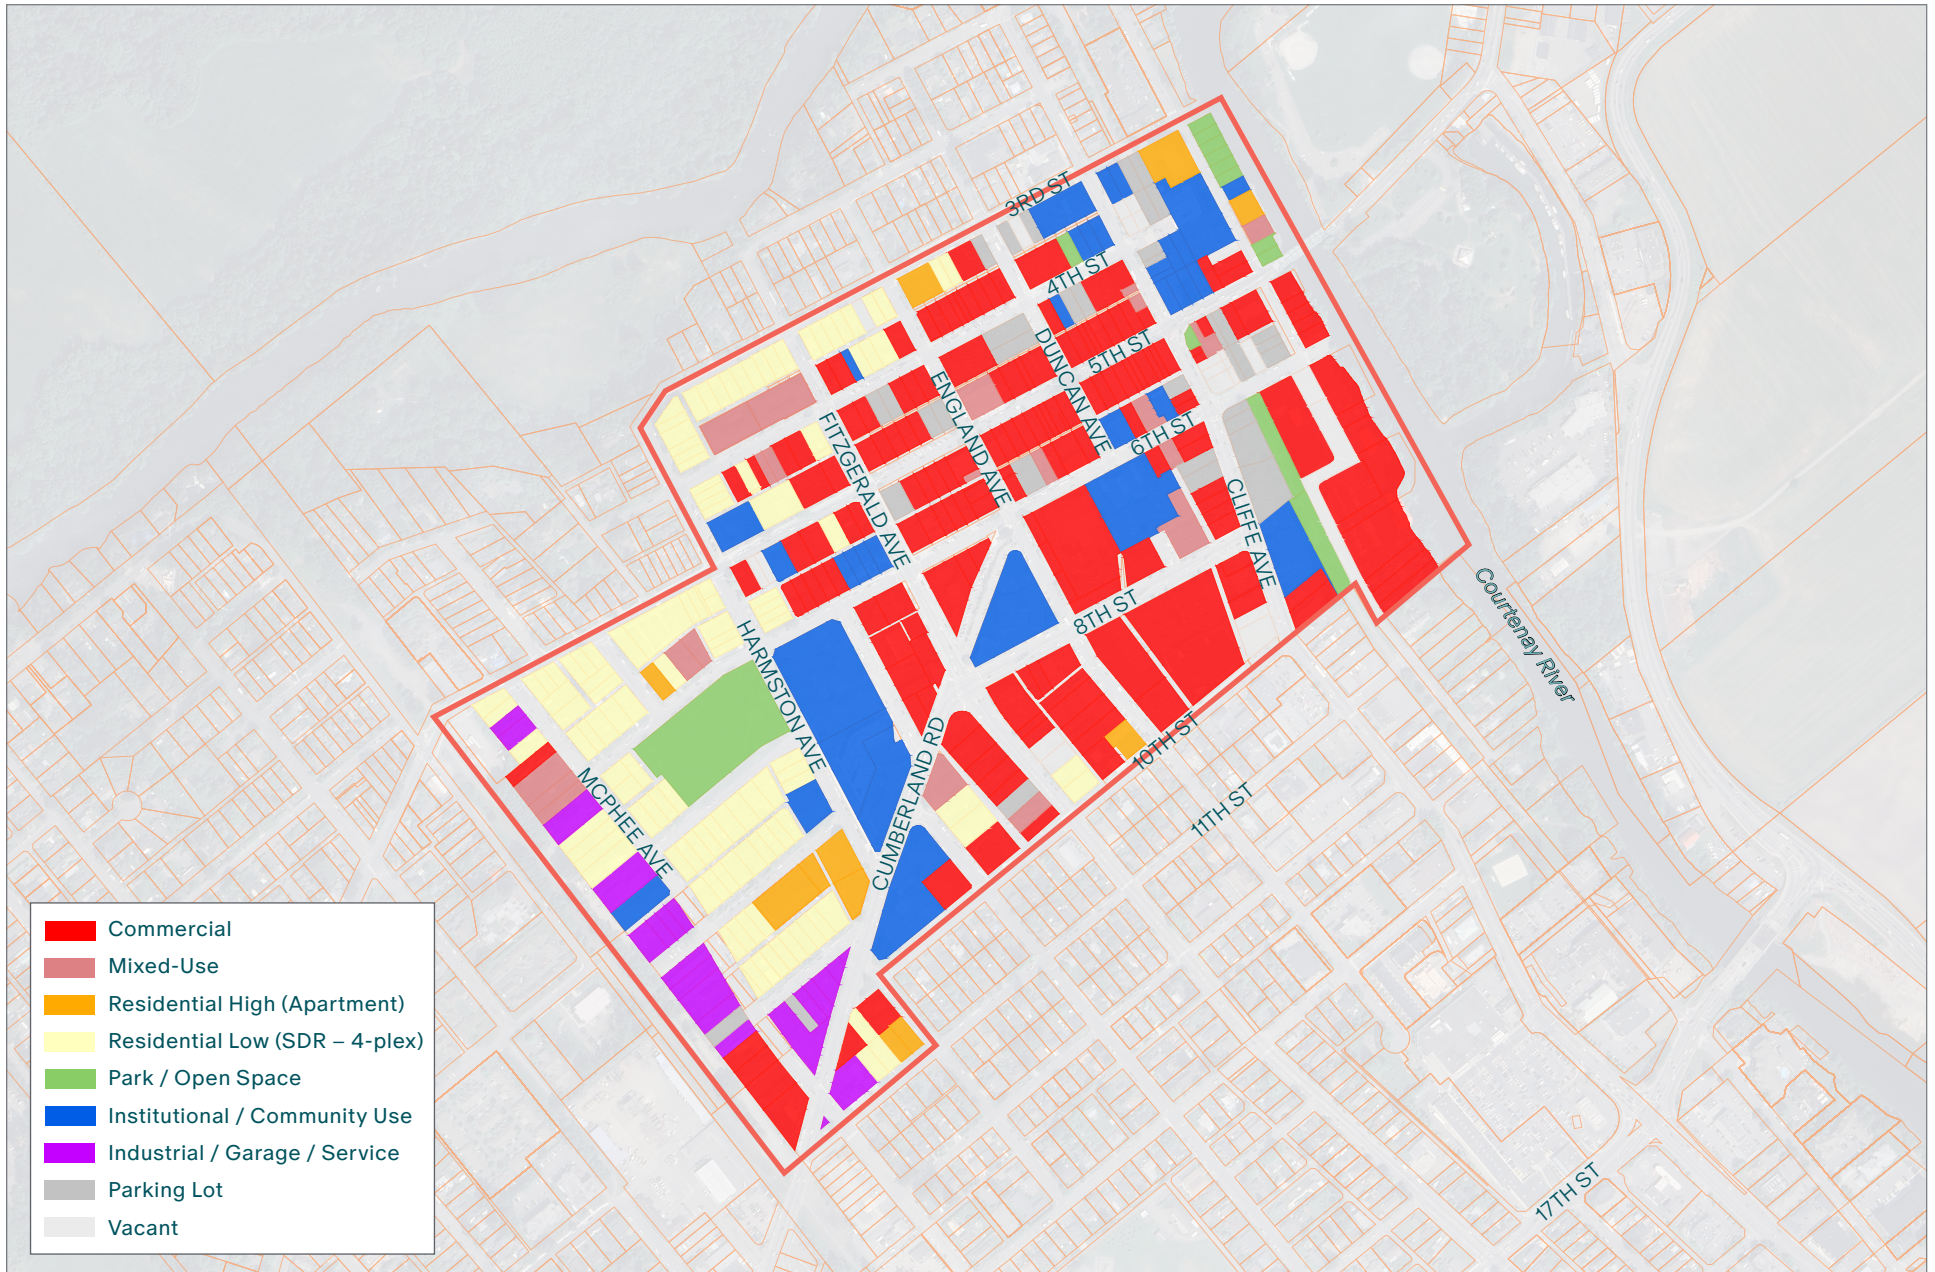 3RD ST
4TH ST
5TH ST
6TH ST
8TH ST
10TH ST
11TH ST
17TH ST
DUNCAN AVE
ENGLAND AVE
FITZGERALD AVE
CLIFFE AVE
HARMSTON AVE
CUMBERLAND RD
MCPHEE AVE
Courtenay River
Commercial
Mixed-Use
Residential High (Apartment)
Residential Low (SDR – 4-plex)
Park / Open Space
Institutional / Community Use
Industrial / Garage / Service
Parking Lot
Vacant